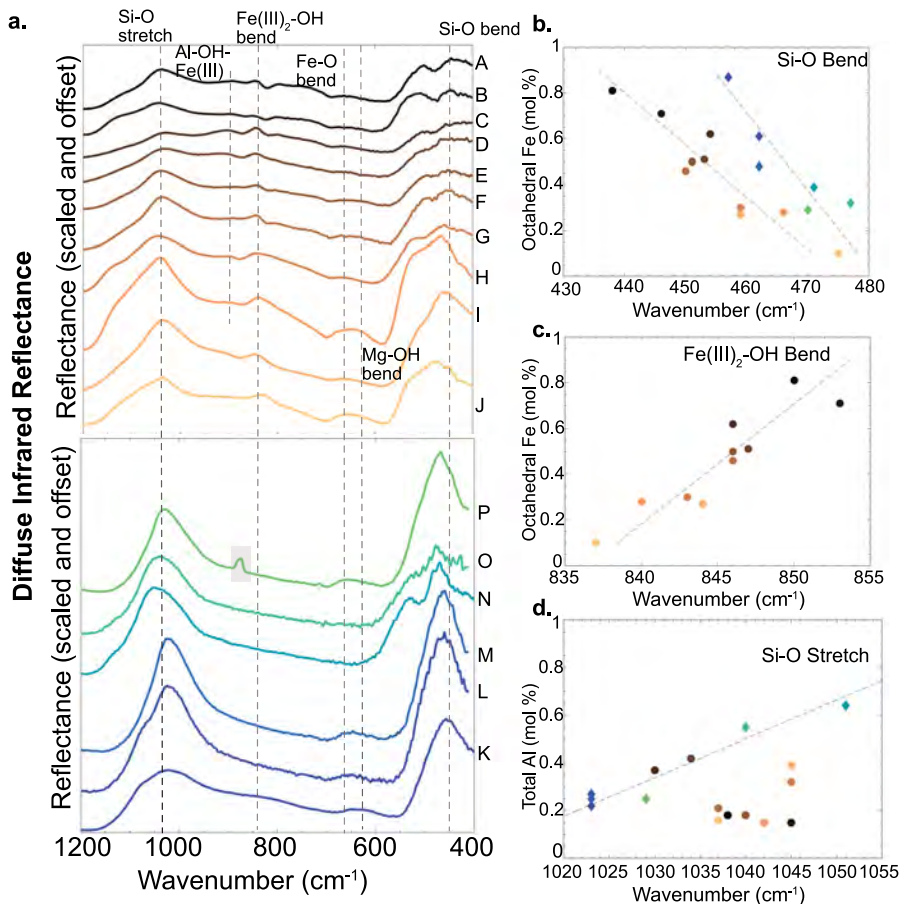 a.
Si-O
stretch
Al-OH-
Fe(III)
Fe(III)₂-OH
bend
Fe-O
bend
Si-O bend
Mg-OH
bend
A
B
C
D
E
F
G
H
I
J
P
O
N
M
L
K
Diffuse Infrared Reflectance
Reflectance (scaled and offset)
Reflectance (scaled and offset)
1200 1000 800 600 400
Wavenumber (cm⁻¹)
b.
Si-O Bend
Octahedral Fe (mol %)
1
0.8
0.6
0.4
0.2
0
430 440 450 460 470 480
Wavenumber (cm⁻¹)
c.
Fe(III)₂-OH Bend
Octahedral Fe (mol %)
1
0.8
0.6
0.4
0.2
0
835 840 845 850 855
Wavenumber (cm⁻¹)
d.
Si-O Stretch
Total Al (mol %)
1
0.8
0.6
0.4
0.2
0
1020 1025 1030 1035 1040 1045 1050 1055
Wavenumber (cm⁻¹)